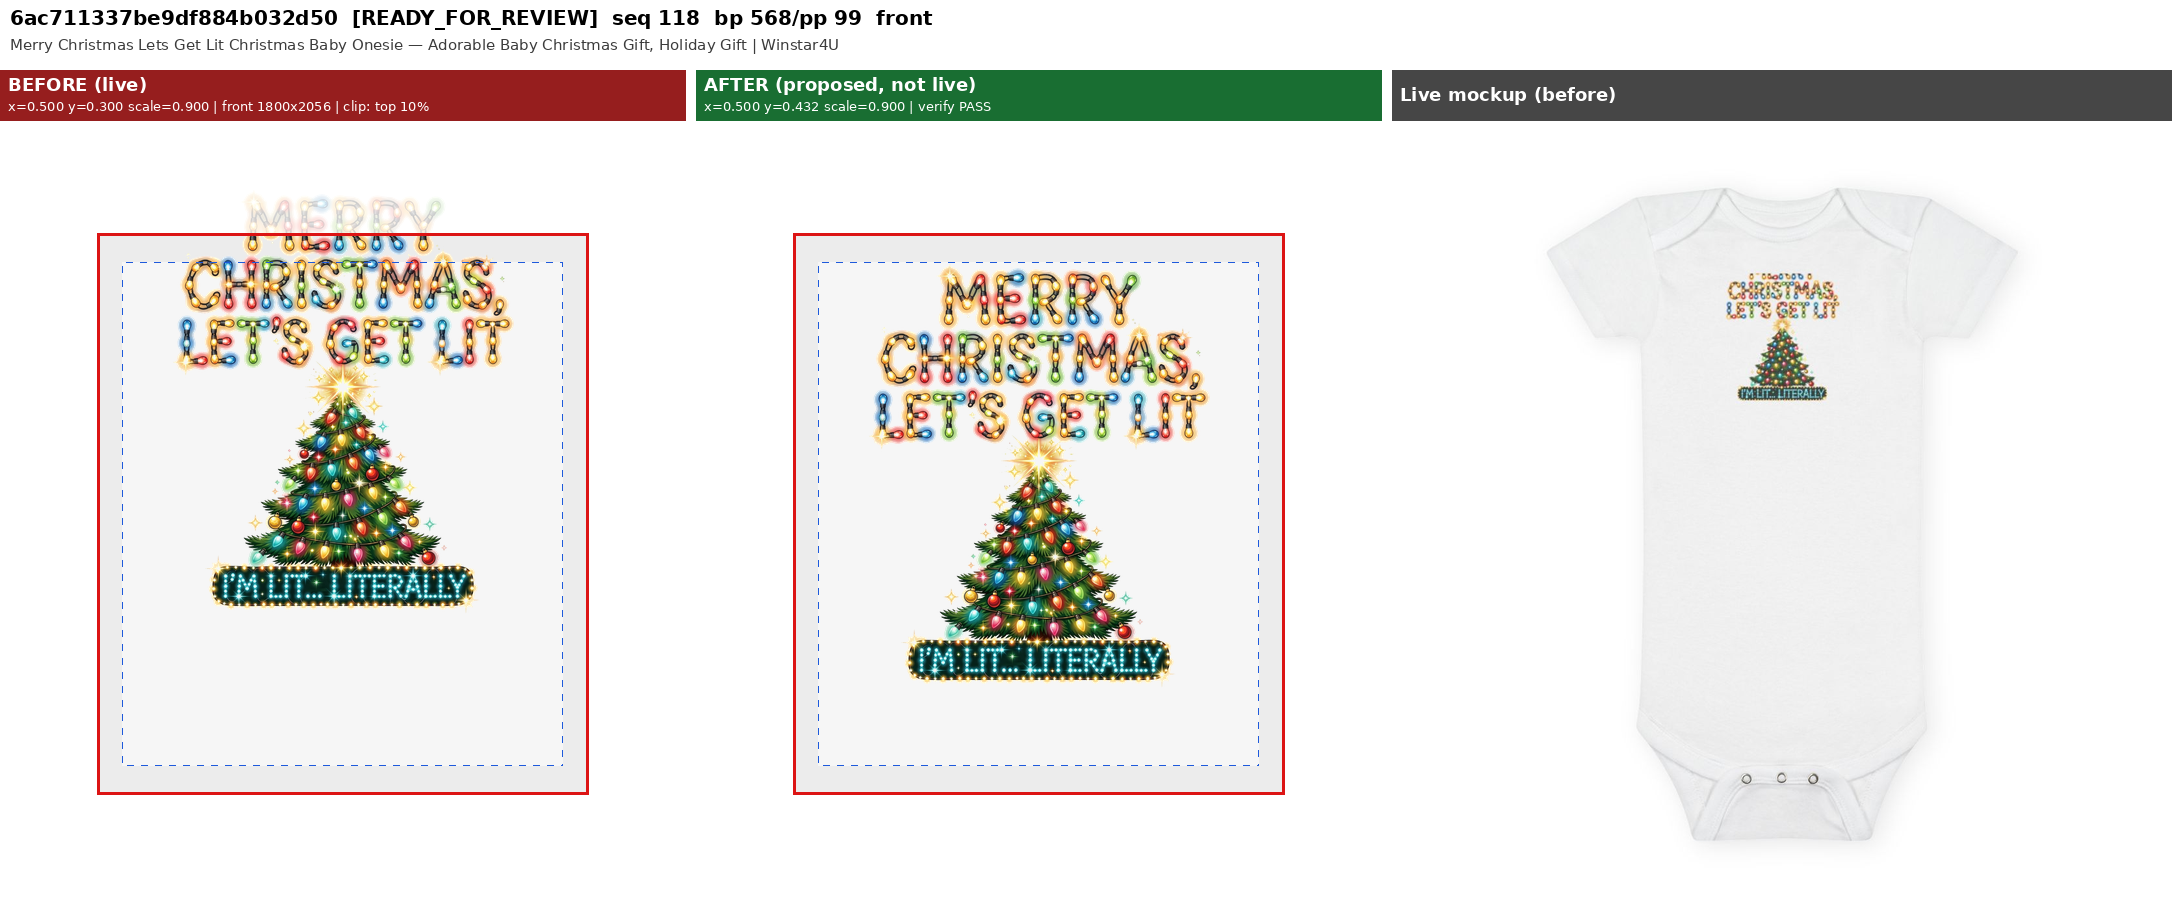 6ac711337be9df884b032d50 [READY_FOR_REVIEW] seq 118 bp 568/pp 99 front
Merry Christmas Lets Get Lit Christmas Baby Onesie — Adorable Baby Christmas Gift, Holiday Gift | Winstar4U
BEFORE (live)
x=0.500 y=0.300 scale=0.900 | front 1800x2056 | clip: top 10%
AFTER (proposed, not live)
x=0.500 y=0.432 scale=0.900 | verify PASS
Live mockup (before)
MERRY
CHRISTMAS,
LET'S GET LIT
I'M LIT... LITERALLY
MERRY
CHRISTMAS,
LET'S GET LIT
I'M LIT... LITERALLY
CHRISTMAS,
LET'S GET LIT
I'M LIT... LITERALLY